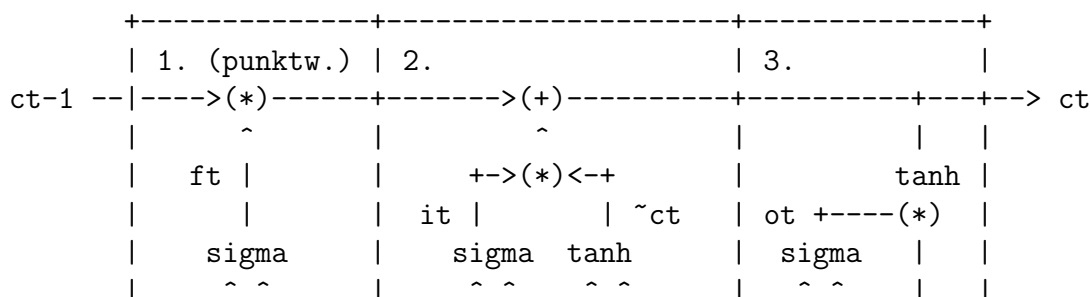 +---------------+----------------------+---------------+
| 1. (punktw.) | 2. | 3. |
ct-1 --|---->(*)------+------->(+)----------+-----------+---+--> ct
| ^ | ^ | | |
| ft | | +->(*)<-+ | tanh |
| | | it | | ~ct | ot +----(*) |
| sigma | sigma tanh | sigma | |
| ^ ^ | ^ ^ ^ ^ | ^ ^ | |